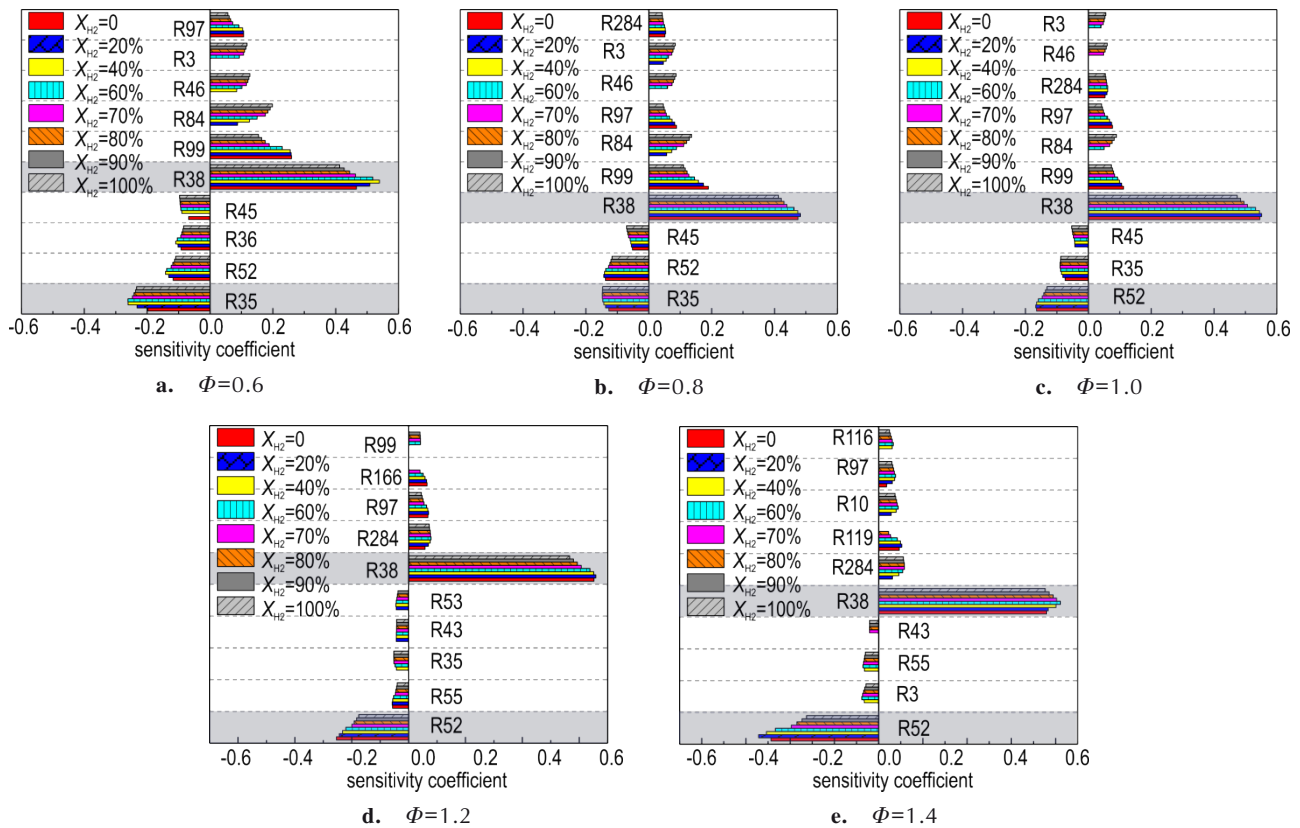 X_H2=0
X_H2=20%
X_H2=40%
X_H2=60%
X_H2=70%
X_H2=80%
X_H2=90%
X_H2=100%
R97
R3
R46
R84
R99
R38
R45
R36
R52
R35
-0.6 -0.4 -0.2 0.0 0.2 0.4 0.6
sensitivity coefficient
a. Φ=0.6
X_H2=0
X_H2=20%
X_H2=40%
X_H2=60%
X_H2=70%
X_H2=80%
X_H2=90%
X_H2=100%
R284
R3
R46
R97
R84
R99
R38
R45
R52
R35
-0.6 -0.4 -0.2 0.0 0.2 0.4 0.6
sensitivity coefficient
b. Φ=0.8
X_H2=0
X_H2=20%
X_H2=40%
X_H2=60%
X_H2=70%
X_H2=80%
X_H2=90%
X_H2=100%
R3
R46
R284
R97
R84
R99
R38
R45
R35
R52
-0.6 -0.4 -0.2 0.0 0.2 0.4 0.6
sensitivity coefficient
c. Φ=1.0
X_H2=0
X_H2=20%
X_H2=40%
X_H2=60%
X_H2=70%
X_H2=80%
X_H2=90%
X_H2=100%
R99
R166
R97
R284
R38
R53
R43
R35
R55
R52
-0.6 -0.4 -0.2 0.0 0.2 0.4 0.6
sensitivity coefficient
d. Φ=1.2
X_H2=0
X_H2=20%
X_H2=40%
X_H2=60%
X_H2=70%
X_H2=80%
X_H2=90%
X_H2=100%
R116
R97
R10
R119
R284
R38
R43
R55
R3
R52
-0.6 -0.4 -0.2 0.0 0.2 0.4 0.6
sensitivity coefficient
e. Φ=1.4